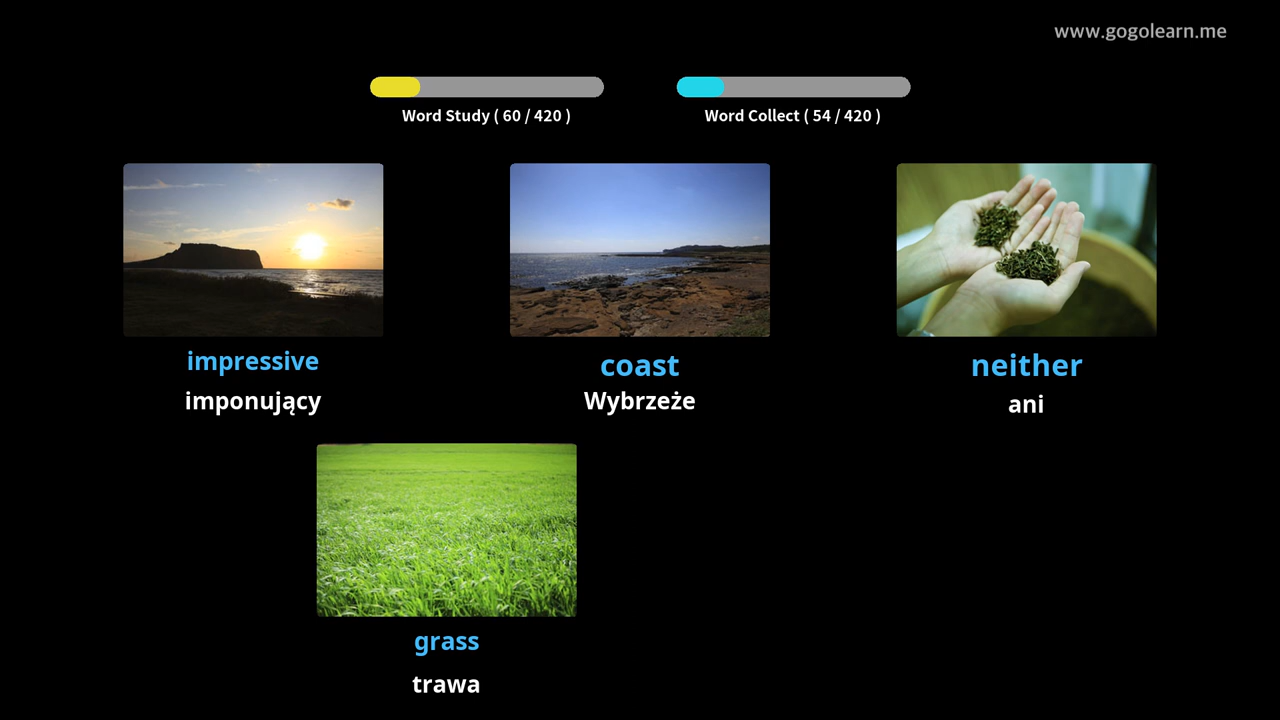 www.gogolearn.me
Word Study ( 60 / 420 )
Word Collect ( 54 / 420 )
impressive
imponujący
coast
Wybrzeże
neither
ani
grass
trawa